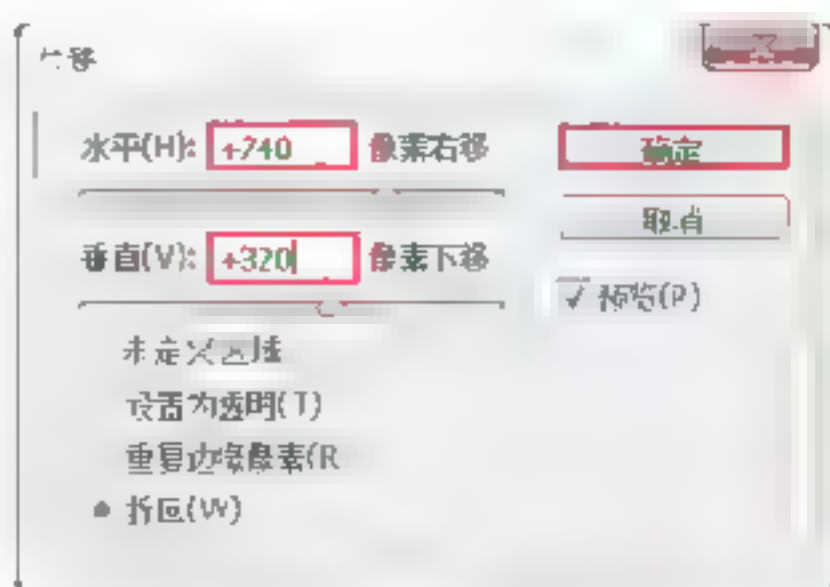 位移
水平(H): +740 像素右移 确定
取消
垂直(V): +320 像素下移
✓ 预览(P)
未定义区域
设置为透明(T)
重复边缘像素(R
● 折回(W)